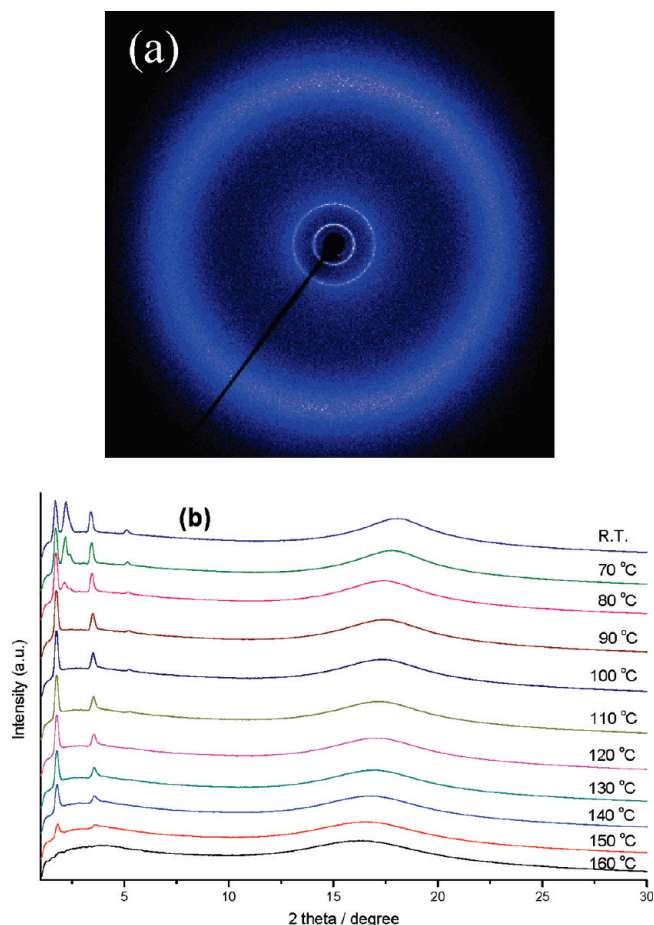 (a)
(b)
R.T.
70 °C
80 °C
90 °C
100 °C
110 °C
120 °C
130 °C
140 °C
150 °C
160 °C
Intensity (a.u.)
5 10 15 20 25 30
2 theta / degree